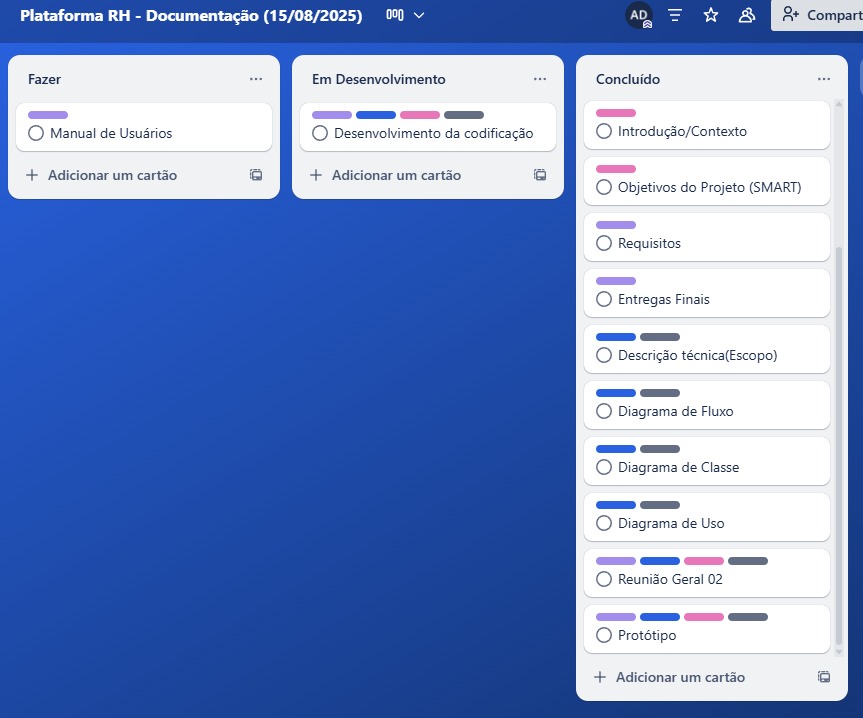 Plataforma RH - Documentação (15/08/2025)
AD
Compart
Fazer
Manual de Usuários
Adicionar um cartão
Em Desenvolvimento
Desenvolvimento da codificação
Adicionar um cartão
Concluído
Introdução/Contexto
Objetivos do Projeto (SMART)
Requisitos
Entregas Finais
Descrição técnica(Escopo)
Diagrama de Fluxo
Diagrama de Classe
Diagrama de Uso
Reunião Geral 02
Protótipo
Adicionar um cartão